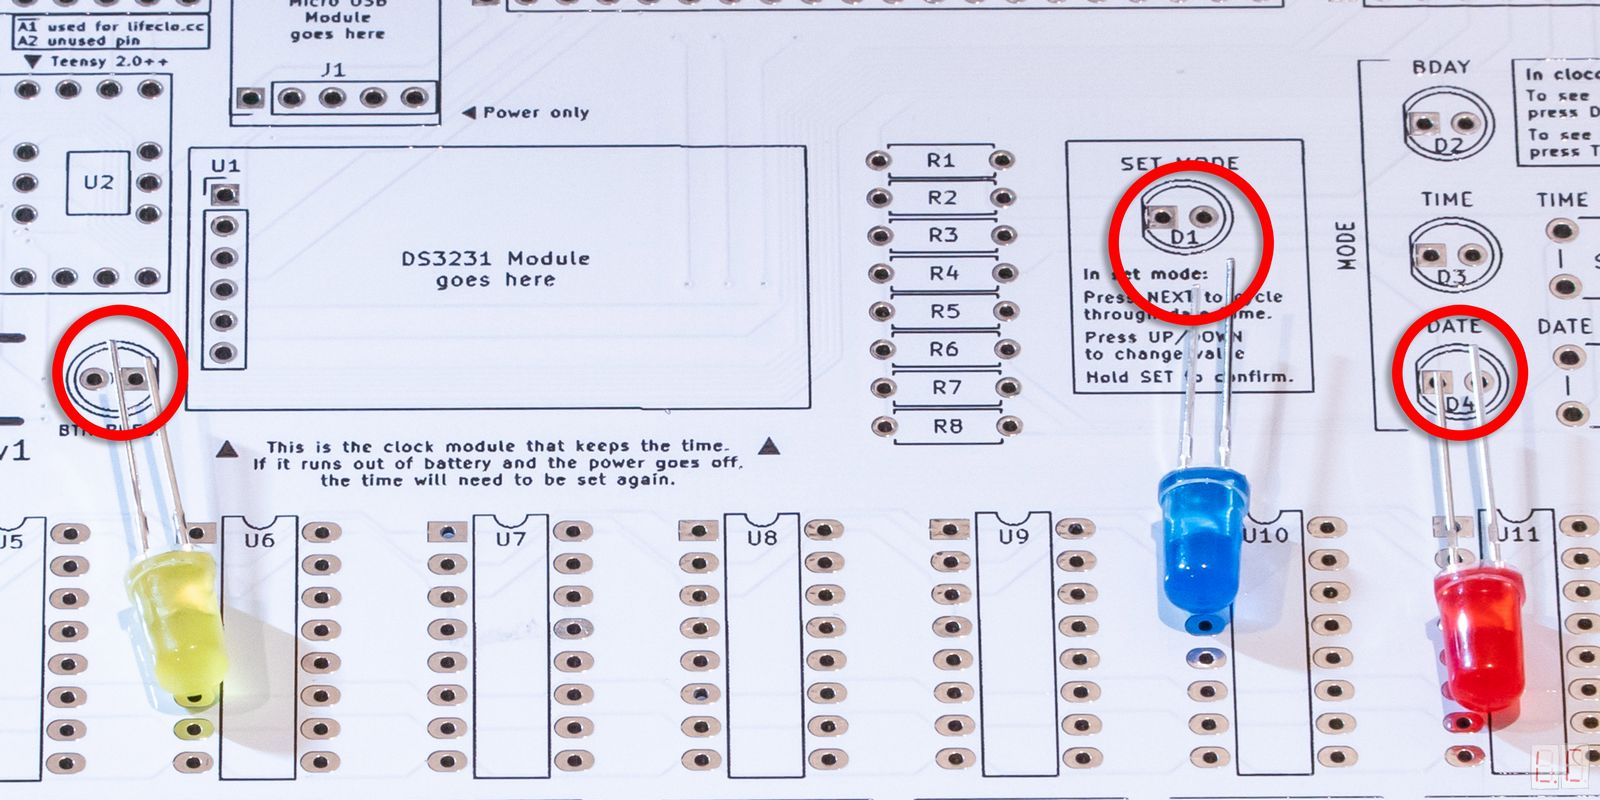 A1 used for lifeclo.cc
A2 unused pin
Teensy 2.0++
Micro USB
Module
goes here
J1
Power only
U2
U1
DS3231 Module
goes here
R1
R2
R3
R4
R5
R6
R7
R8
SET MODE
D1
In set mode:
Press NEXT to cycle
through
Press UP/DOWN
to change value
Hold SET to confirm.
MODE
BDAY
D2
TIME
D3
DATE
D4
In
To see
press
To see
press
TIME
DATE
v1
This is the clock module that keeps the time.
If it runs out of battery and the power goes off,
the time will need to be set again.
U5
U6
U7
U8
U9
U10
U11